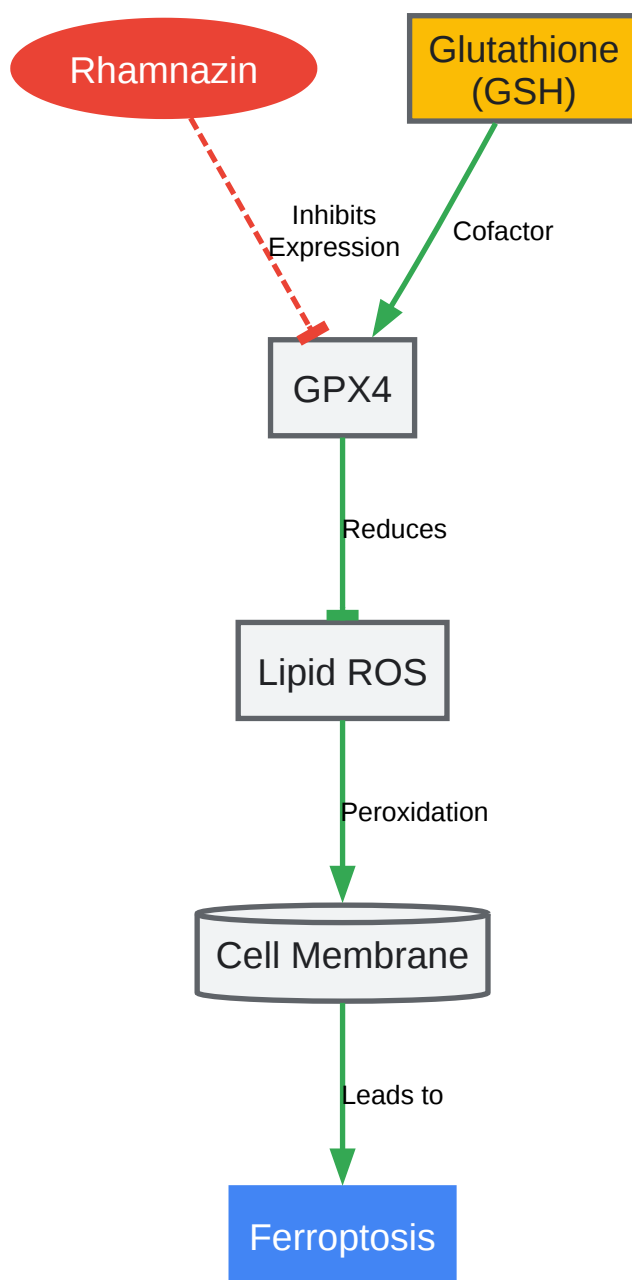 Rhamnazin
Glutathione
(GSH)
Inhibits
Expression
Cofactor
GPX4
Reduces
Lipid ROS
Peroxidation
Cell Membrane
Leads to
Ferroptosis